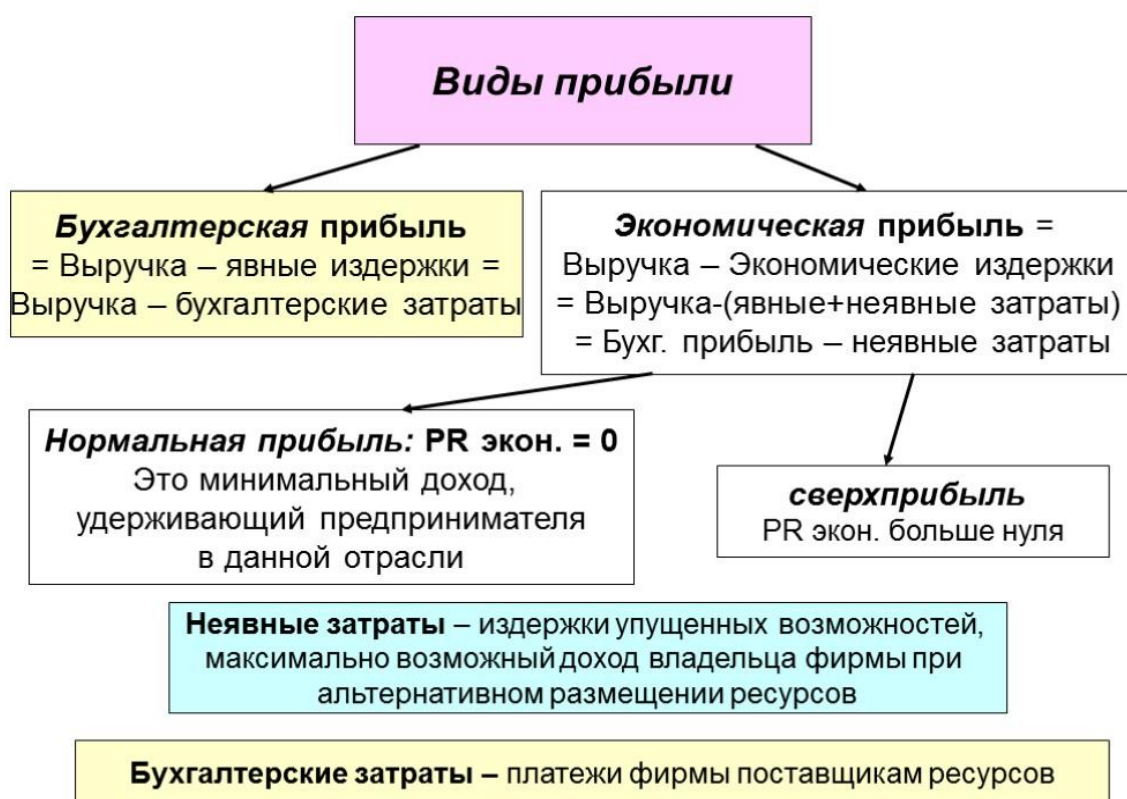 Виды прибыли
Бухгалтерская прибыль
= Выручка – явные издержки =
Выручка – бухгалтерские затраты
Экономическая прибыль =
Выручка – Экономические издержки
= Выручка-(явные+неявные затраты)
= Бухг. прибыль – неявные затраты
Нормальная прибыль: PR экон. = 0
Это минимальный доход,
удерживающий предпринимателя
в данной отрасли
сверхприбыль
PR экон. больше нуля
Неявные затраты – издержки упущенных возможностей,
максимально возможный доход владельца фирмы при
альтернативном размещении ресурсов
Бухгалтерские затраты – платежи фирмы поставщикам ресурсов